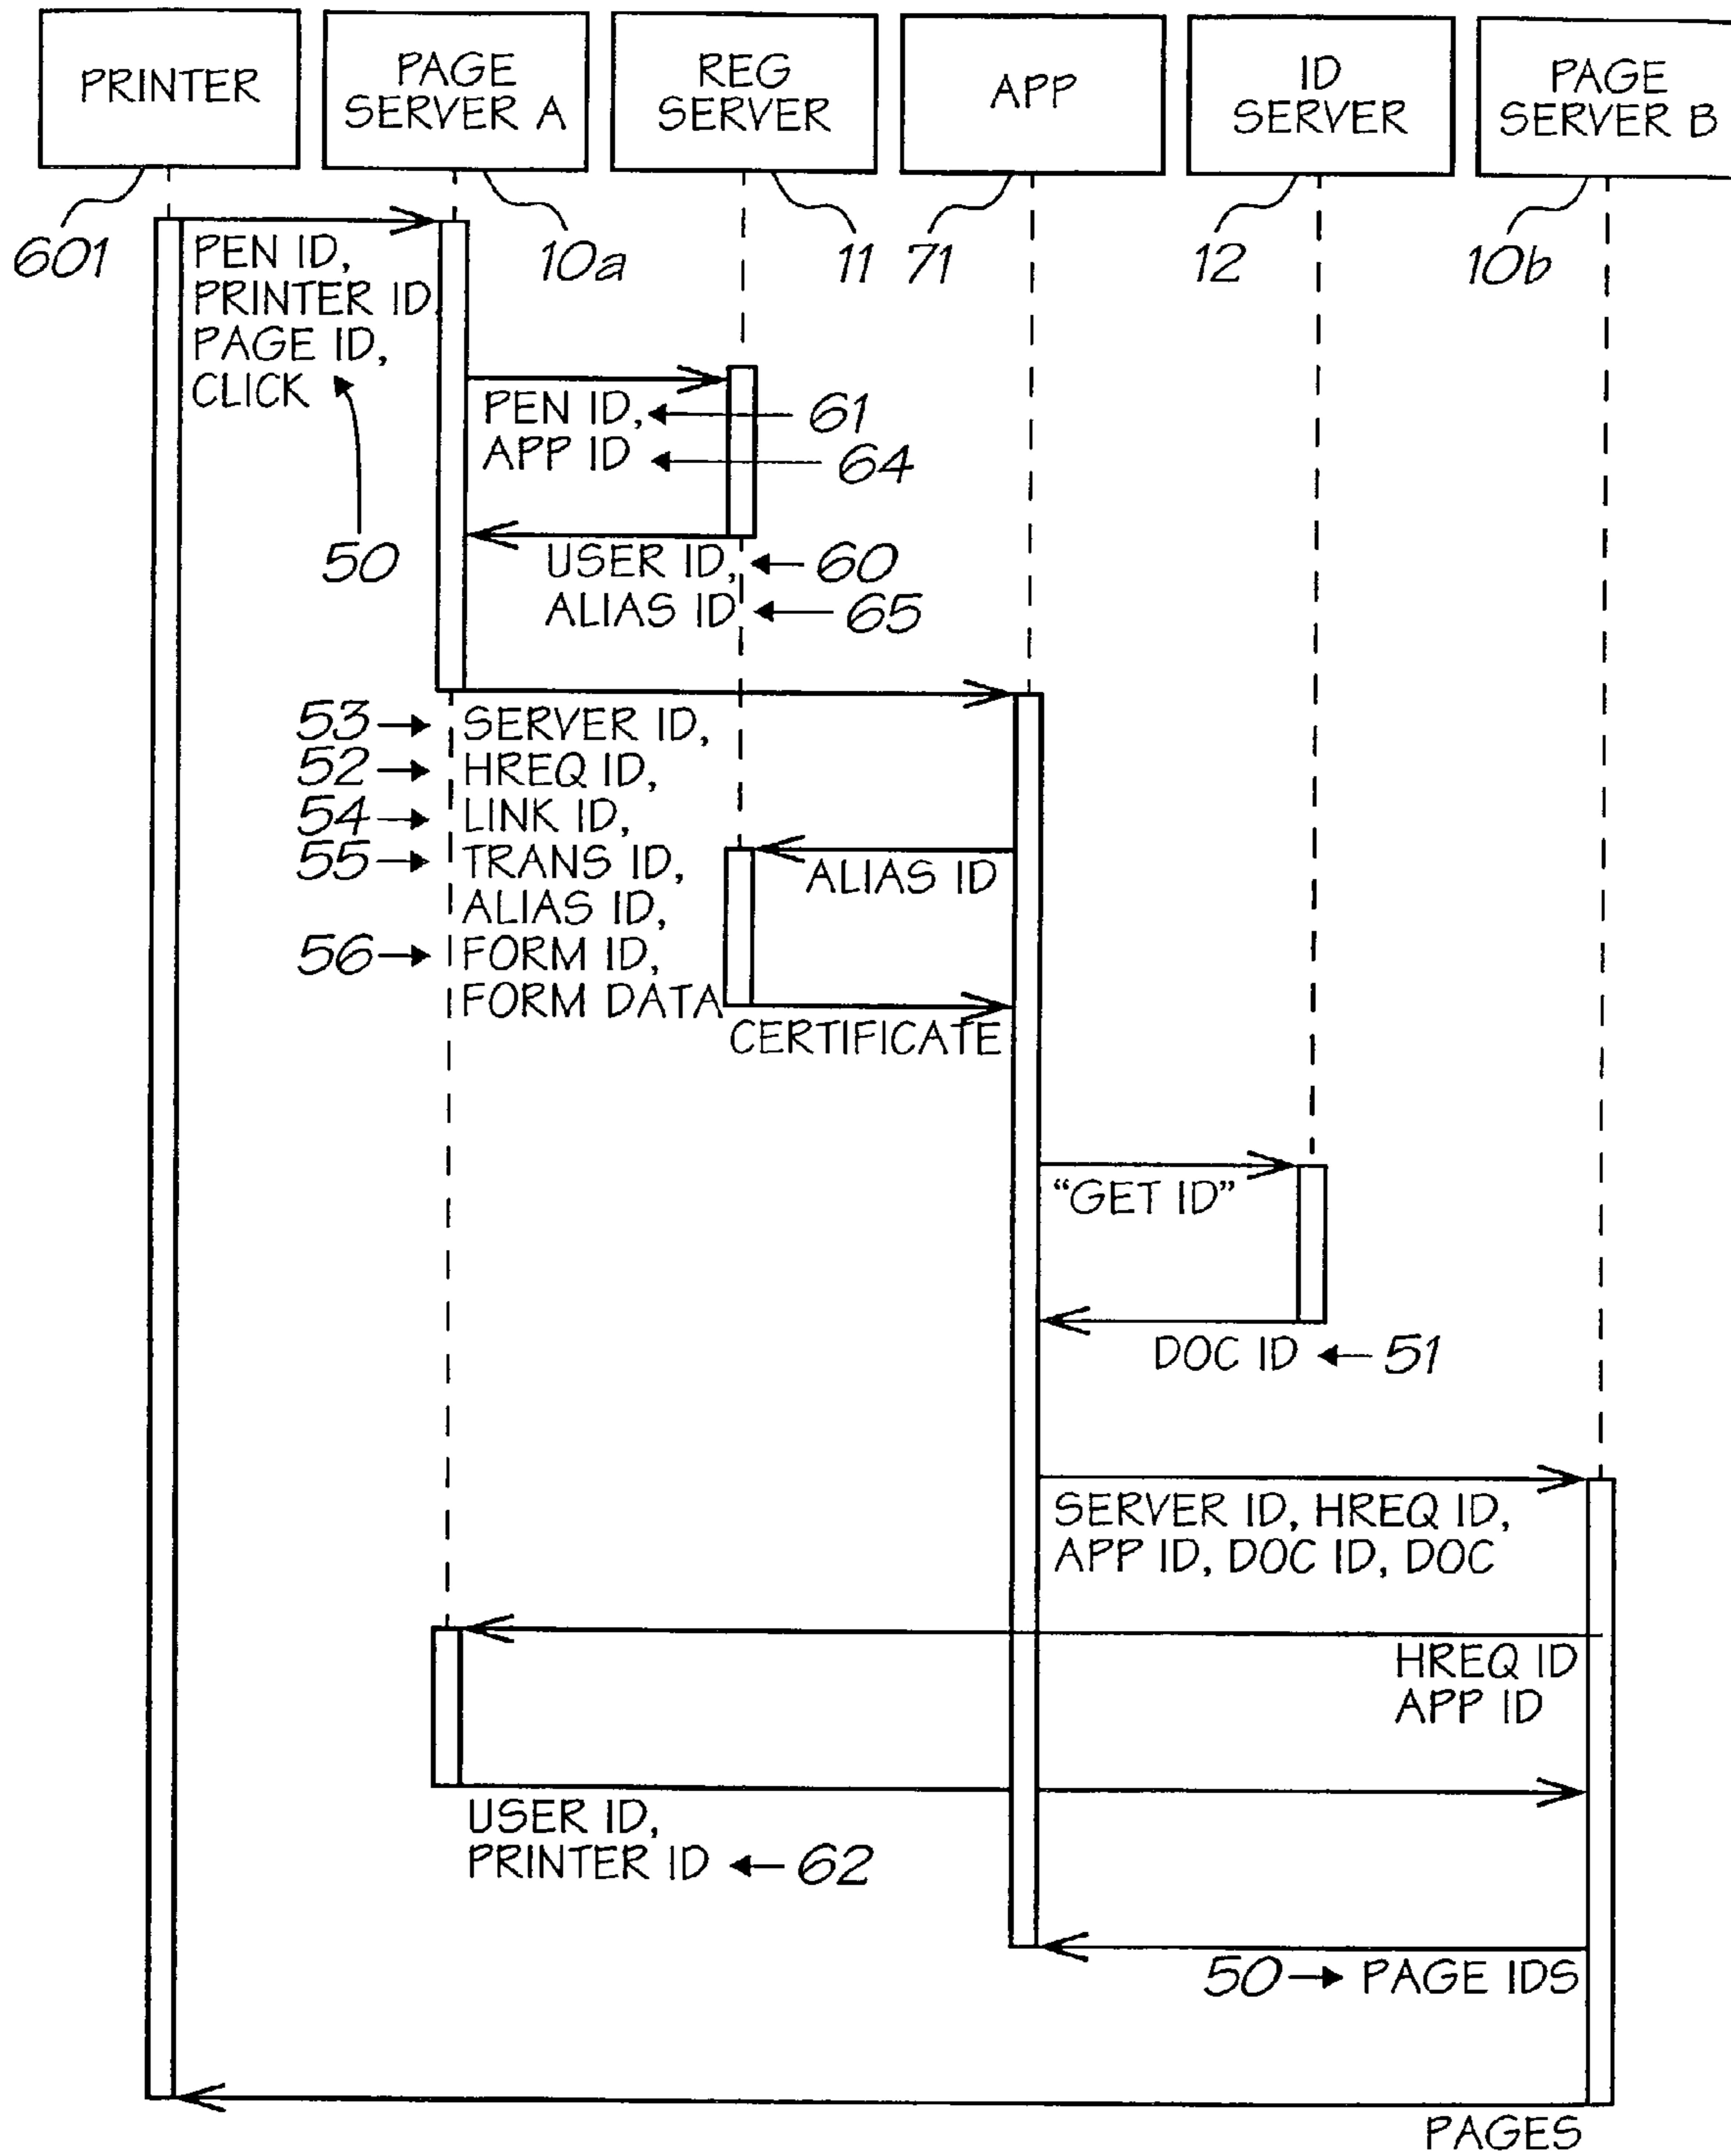 PRINTER
PAGE
SERVER A
REG
SERVER
APP
ID
SERVER
PAGE
SERVER B
601
10a
11
71
12
10b
PEN ID,
PRINTER ID
PAGE ID,
CLICK
50
PEN ID,
61
APP ID
64
USER ID,
60
ALIAS ID
65
53
SERVER ID,
52
HREQ ID,
54
LINK ID,
55
TRANS ID,
ALIAS ID,
56
FORM ID,
FORM DATA
ALIAS ID
CERTIFICATE
“GET ID”
DOC ID
51
SERVER ID, HREQ ID,
APP ID, DOC ID, DOC
HREQ ID
APP ID
USER ID,
PRINTER ID
62
50
PAGE IDS
PAGES